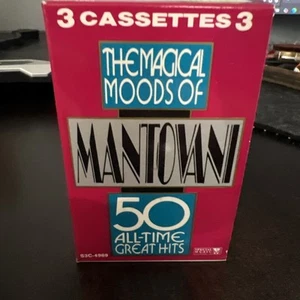 3 CASSETTES 3
THE MAGICAL
MOODS OF
MANTOVANI
50
ALL-TIME
GREAT HITS